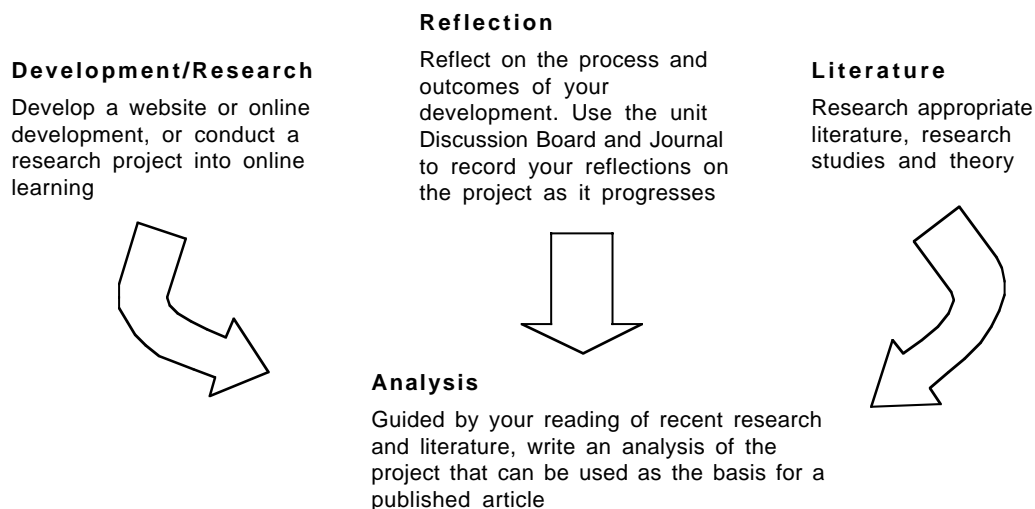 Development/Research
Develop a website or online
development, or conduct a
research project into online
learning
Reflection
Reflect on the process and
outcomes of your
development. Use the unit
Discussion Board and Journal
to record your reflections on
the project as it progresses
Literature
Research appropriate
literature, research
studies and theory
Analysis
Guided by your reading of recent research
and literature, write an analysis of the
project that can be used as the basis for a
published article